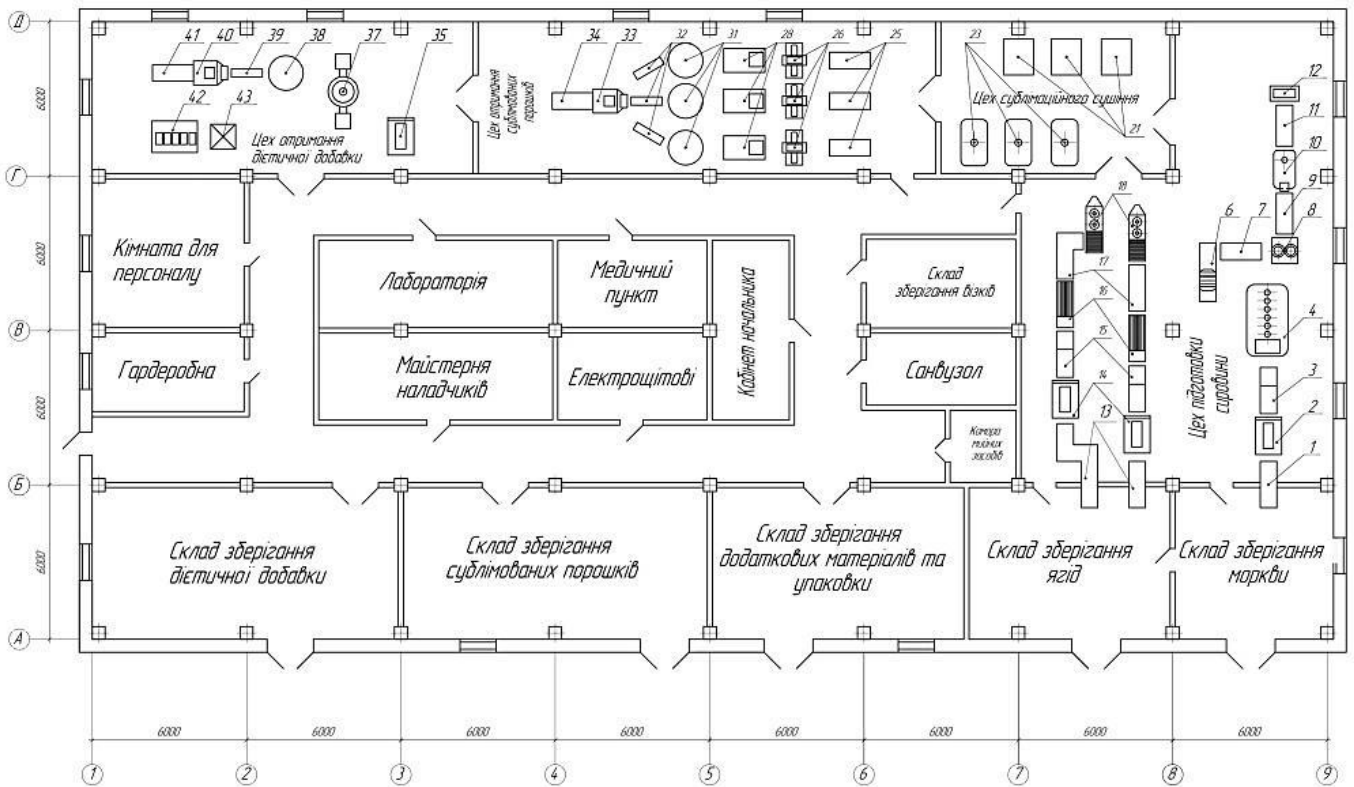 Д
41
40
39
38
37
35
34
33
32
31
28
26
25
23
12
11
10
9
8
7
6
4
3
2
1
42
43
21
18
17
16
15
14
13
Цех отримання
дієтичної добавки
Цех отримання
сублімованих
порошків
Цех сублімаційного сушіння
6000
Г
Кімната для
персоналу
Лабораторія
Медичний
пункт
Кабінет начальника
Склад
зберігання візків
6000
В
Гардеробна
Майстерня
наладчиків
Електрощітові
Санвузол
Цех підготовки
сировини
Комора
мийних
засобів
6000
Б
Склад зберігання
дієтичної добавки
Склад зберігання
сублімованих порошків
Склад зберігання
додаткових матеріалів та
упаковки
Склад зберігання
ягід
Склад зберігання
моркви
6000
А
6000
6000
6000
6000
6000
6000
6000
6000
1
2
3
4
5
6
7
8
9